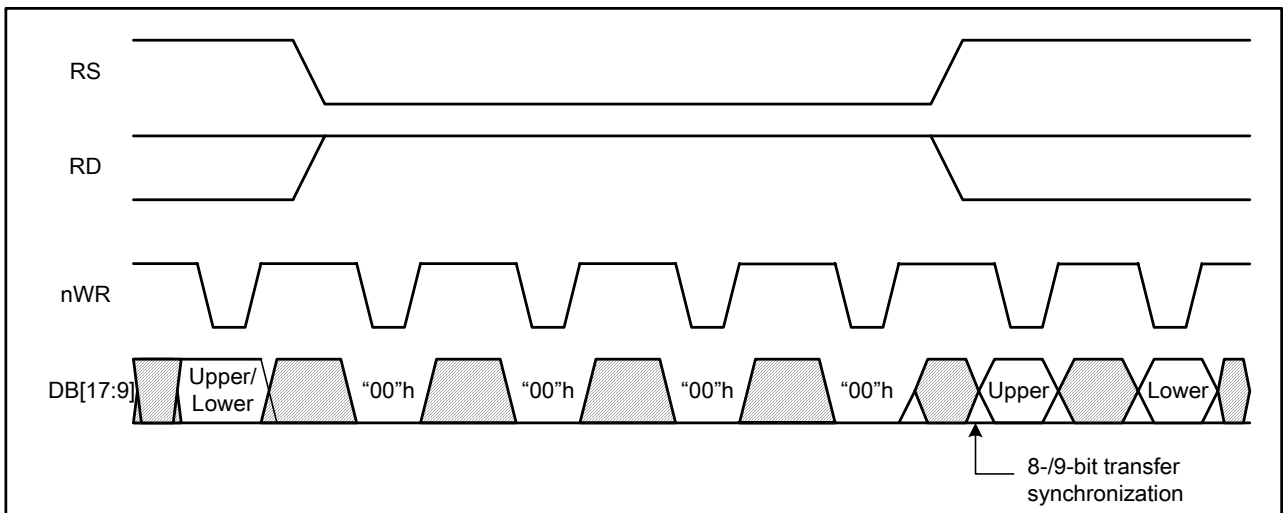 RS
RD
nWR
DB[17:9]
Upper/
Lower
“00”h
“00”h
“00”h
“00”h
Upper
Lower
8-/9-bit transfer
synchronization